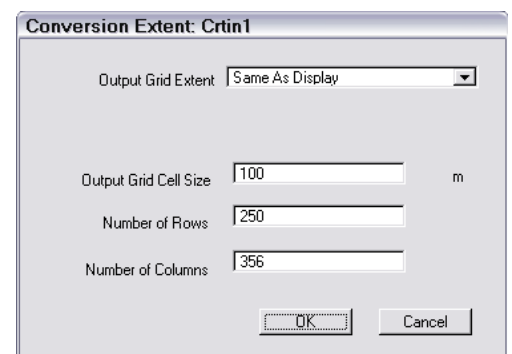 Conversion Extent: Crtin1
Output Grid Extent Same As Display
Output Grid Cell Size 100 m
Number of Rows 250
Number of Columns 356
OK Cancel